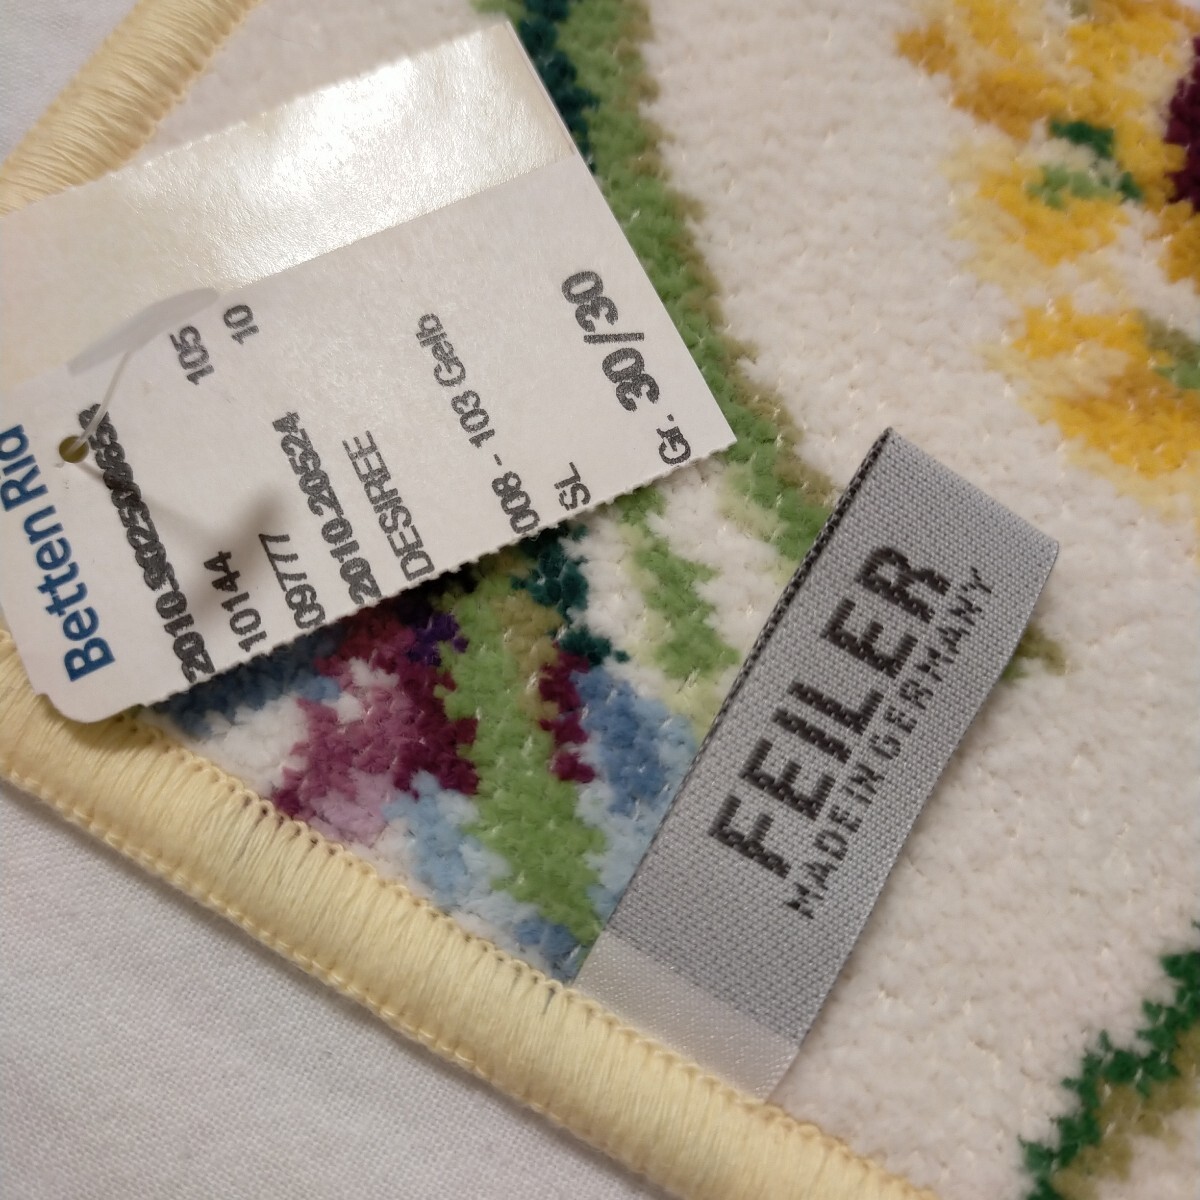 Betten Rid
105
10
10144
09777
2010.200524
DESIREE
008 - 103 Gelb
SL
Gr. 30/30
FEILER
MADE IN GERMANY